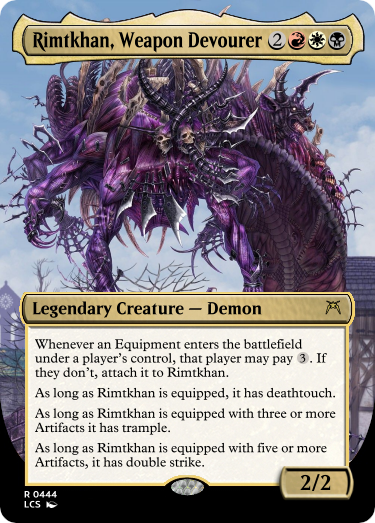 Rimtkhan, Weapon Devourer 2
Legendary Creature — Demon
Whenever an Equipment enters the battlefield
under a player's control, that player may pay 3. If
they don't, attach it to Rimtkhan.
As long as Rimtkhan is equipped, it has deathtouch.
As long as Rimtkhan is equipped with three or more
Artifacts it has trample.
As long as Rimtkhan is equipped with five or more
Artifacts, it has double strike.
2/2
R 0444
LCS